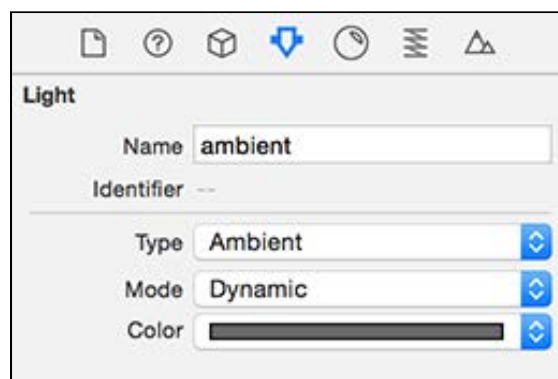 Light
Name ambient
Identifier --
Type Ambient
Mode Dynamic
Color